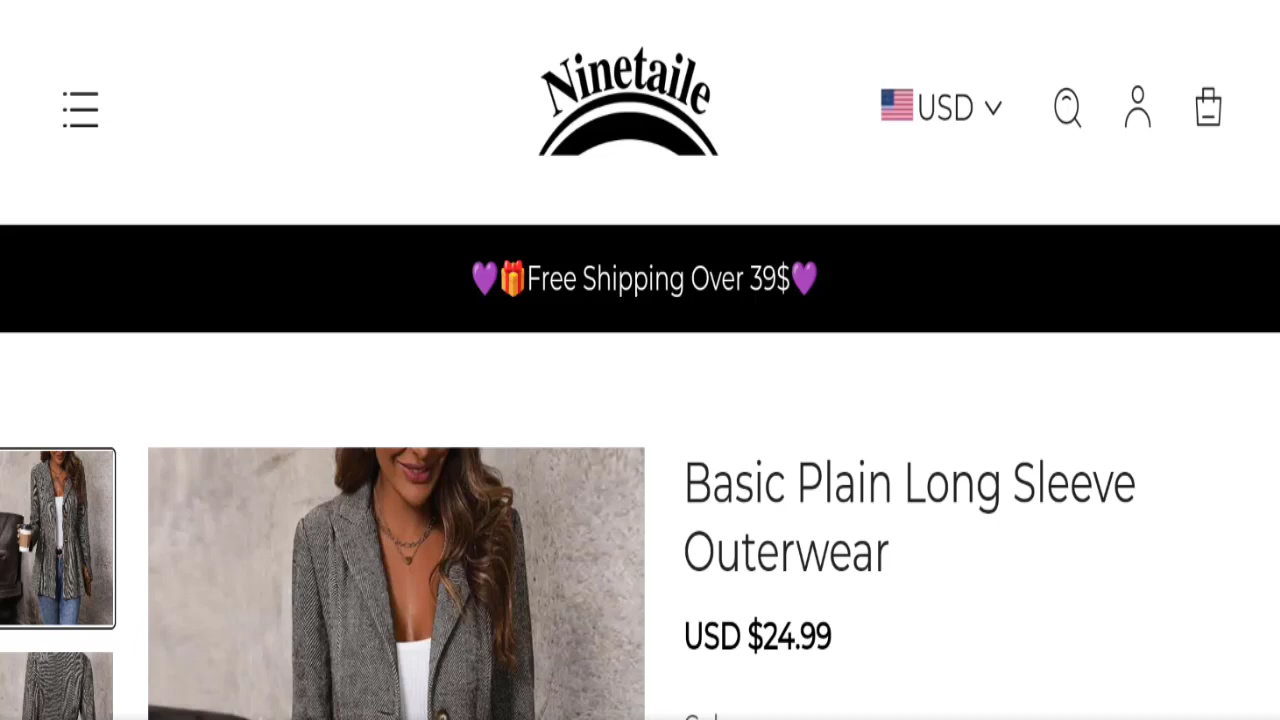 Ninetaile
USD
💜🎁Free Shipping Over 39$💜
Basic Plain Long Sleeve
Outerwear
USD $24.99